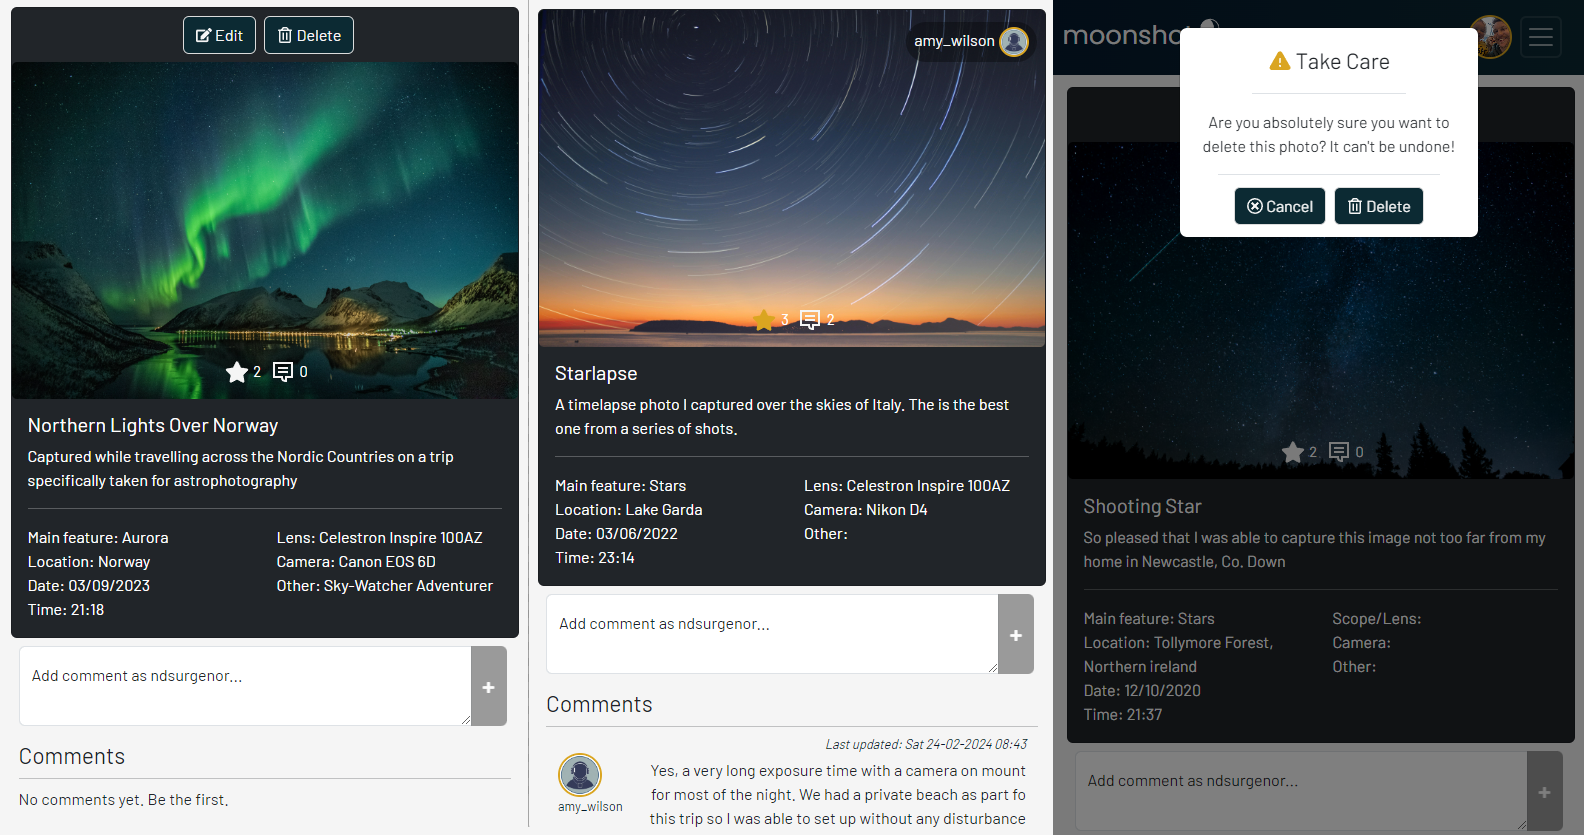 Edit
Delete
2
0
Northern Lights Over Norway
Captured while travelling across the Nordic Countries on a trip
specifically taken for astrophotography
Main feature: Aurora
Location: Norway
Date: 03/09/2023
Time: 21:18
Lens: Celestron Inspire 100AZ
Camera: Canon EOS 6D
Other: Sky-Watcher Adventurer
Add comment as ndsurgenor...
+
Comments
No comments yet. Be the first.
amy_wilson
3
2
Starlapse
A timelapse photo I captured over the skies of Italy. The is the best
one from a series of shots.
Main feature: Stars
Location: Lake Garda
Date: 03/06/2022
Time: 23:14
Lens: Celestron Inspire 100AZ
Camera: Nikon D4
Other:
Add comment as ndsurgenor...
+
Comments
Last updated: Sat 24-02-2024 08:43
amy_wilson
Yes, a very long exposure time with a camera on mount
for most of the night. We had a private beach as part fo
this trip so I was able to set up without any disturbance
moonsho
Take Care
Are you absolutely sure you want to
delete this photo? It can't be undone!
Cancel
Delete
2
0
Shooting Star
So pleased that I was able to capture this image not too far from my
home in Newcastle, Co. Down
Main feature: Stars
Location: Tollymore Forest,
Northern ireland
Date: 12/10/2020
Time: 21:37
Scope/Lens:
Camera:
Other:
Add comment as ndsurgenor...
+